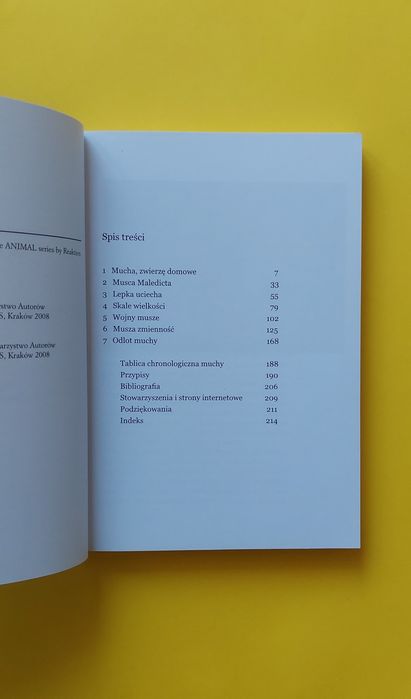 e ANIMAL series by Reaktion
stwo Autorów
S, Kraków 2008
warzystwo Autorów
S, Kraków 2008
Spis treści
1 Mucha, zwierzę domowe 7
2 Musca Maledicta 33
3 Lepka uciecha 55
4 Skale wielkości 79
5 Wojny musze 102
6 Musza zmienność 125
7 Odlot muchy 168
Tablica chronologiczna muchy 188
Przypisy 190
Bibliografia 206
Stowarzyszenia i strony internetowe 209
Podziękowania 211
Indeks 214